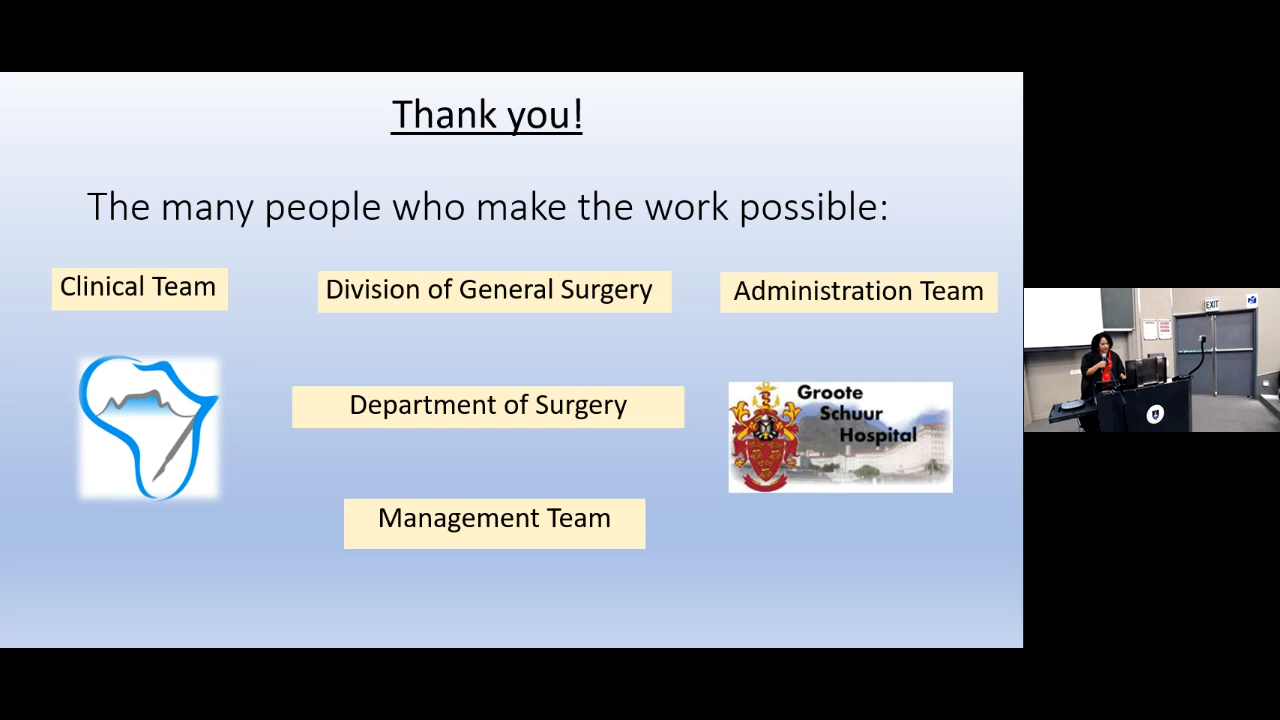 Thank you!
The many people who make the work possible:
Clinical Team
Division of General Surgery
Administration Team
Department of Surgery
Groote
Schuur
Hospital
Management Team
EXIT